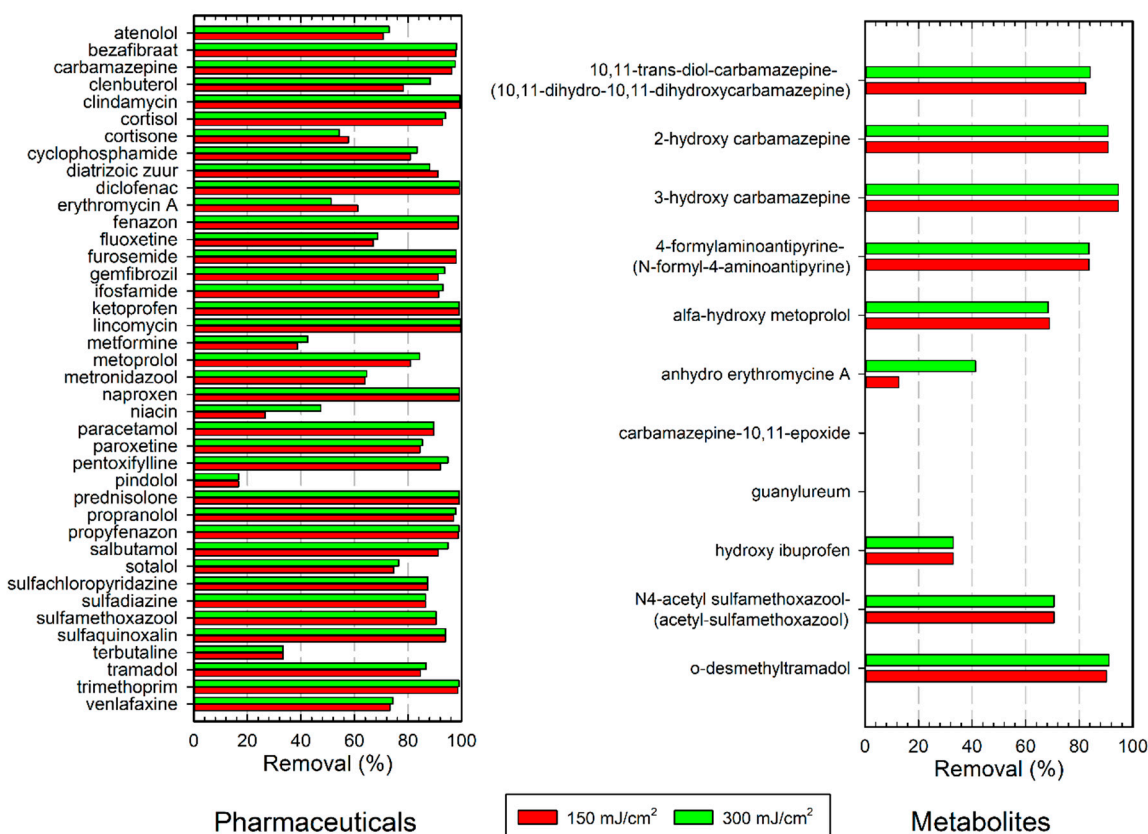 atenolol
bezafibraat
carbamazepine
clenbuterol
clindamycin
cortisol
cortisone
cyclophosphamide
diatrizoic zuur
diclofenac
erythromycin A
fenazon
fluoxetine
furosemide
gemfibrozil
ifosfamide
ketoprofen
lincomycin
metformine
metoprolol
metronidazool
naproxen
niacin
paracetamol
paroxetine
pentoxifylline
pindolol
prednisolone
propranolol
propyfenazon
salbutamol
sotalol
sulfachloropyridazine
sulfadiazine
sulfamethoxazool
sulfaquinoxalin
terbutaline
tramadol
trimethoprim
venlafaxine
0 20 40 60 80 100
Removal (%)
Pharmaceuticals
10,11-trans-diol-carbamazepine-
(10,11-dihydro-10,11-dihydroxycarbamazepine)
2-hydroxy carbamazepine
3-hydroxy carbamazepine
4-formylaminoantipyrine-
(N-formyl-4-aminoantipyrine)
alfa-hydroxy metoprolol
anhydro erythromycine A
carbamazepine-10,11-epoxide
guanylureum
hydroxy ibuprofen
N4-acetyl sulfamethoxazool-
(acetyl-sulfamethoxazool)
o-desmethyltramadol
0 20 40 60 80 100
Removal (%)
Metabolites
150 mJ/cm² 300 mJ/cm²